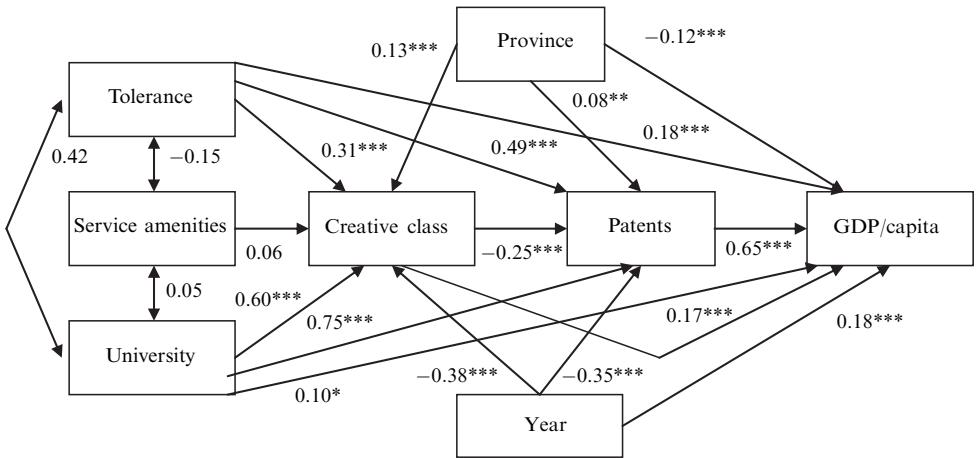 Province
−0.12***
0.13***
Tolerance
0.08**
0.18***
0.42
−0.15
0.31***
0.49***
Service amenities
Creative class
Patents
GDP/capita
0.06
−0.25***
0.65***
0.05
0.60***
0.75***
0.17***
0.18***
University
−0.38***
−0.35***
0.10*
Year